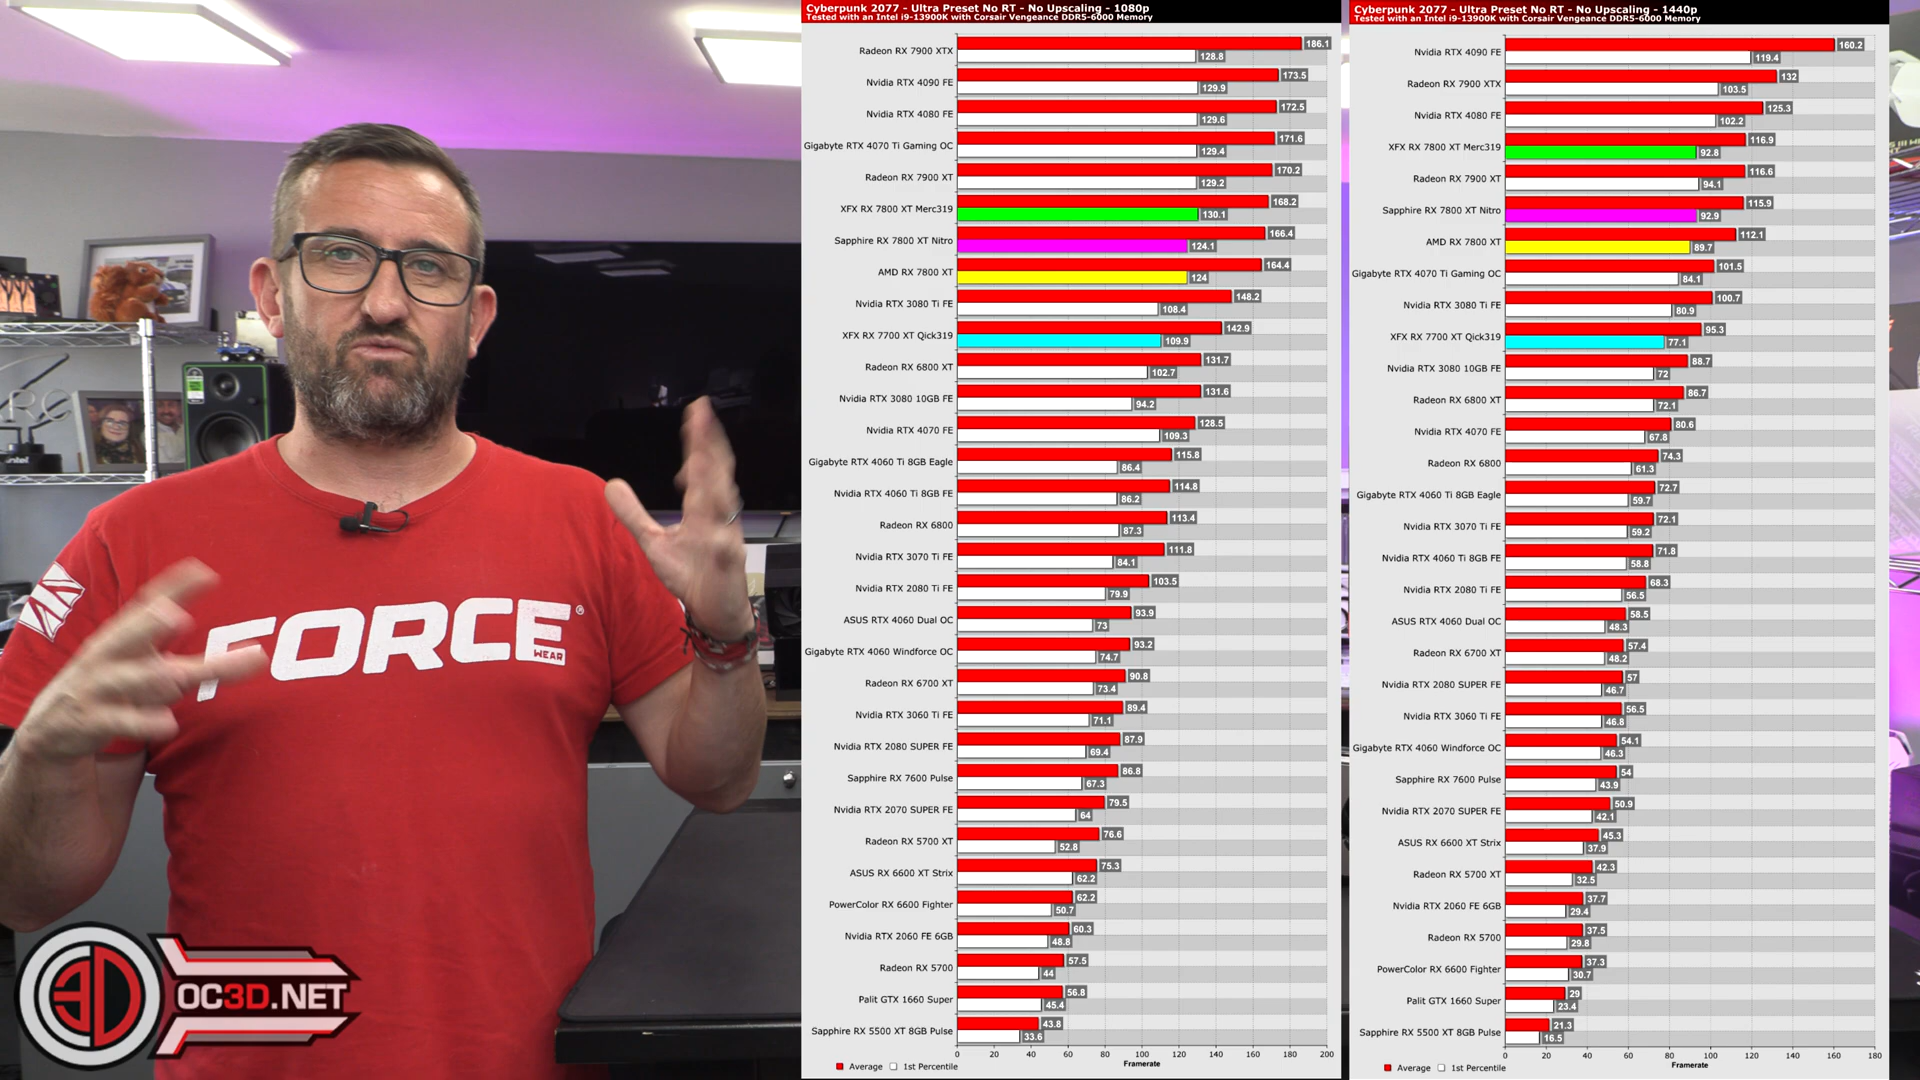 Cyberpunk 2077 - Ultra Preset No RT - No Upscaling - 1080p
Tested with an Intel i9-13900K with Corsair Vengeance DDR5-6000 Memory
Radeon RX 7900 XTX 186.1 128.8
Nvidia RTX 4090 FE 173.5 129.9
Nvidia RTX 4080 FE 172.5 129.6
Gigabyte RTX 4070 Ti Gaming OC 171.6 129.4
Radeon RX 7900 XT 170.2 129.2
XFX RX 7800 XT Merc319 168.2 130.1
Sapphire RX 7800 XT Nitro 166.4 124.1
AMD RX 7800 XT 164.4 124
Nvidia RTX 3080 Ti FE 148.2 108.4
XFX RX 7700 XT Qick319 142.9 109.9
Radeon RX 6800 XT 131.7 102.7
Nvidia RTX 3080 10GB FE 131.6 94.2
Nvidia RTX 4070 FE 128.5 109.3
Gigabyte RTX 4060 Ti 8GB Eagle 115.8 86.4
Nvidia RTX 4060 Ti 8GB FE 114.8 86.2
Radeon RX 6800 113.4 87.3
Nvidia RTX 3070 Ti FE 111.8 84.1
Nvidia RTX 2080 Ti FE 103.5 79.9
ASUS RTX 4060 Dual OC 93.9 73
Gigabyte RTX 4060 Windforce OC 93.2 74.7
Radeon RX 6700 XT 90.8 73.4
Nvidia RTX 3060 Ti FE 89.4 71.1
Nvidia RTX 2080 SUPER FE 87.9 69.4
Sapphire RX 7600 Pulse 86.8 67.3
Nvidia RTX 2070 SUPER FE 79.5 64
Radeon RX 5700 XT 76.6 52.8
ASUS RX 6600 XT Strix 75.3 62.2
PowerColor RX 6600 Fighter 62.2 50.7
Nvidia RTX 2060 FE 6GB 60.3 48.8
Radeon RX 5700 57.5 44
Palit GTX 1660 Super 56.8 45.4
Sapphire RX 5500 XT 8GB Pulse 43.8 33.6
0 20 40 60 80 100 120 140 160 180 200
Framerate
Average 1st Percentile
Cyberpunk 2077 - Ultra Preset No RT - No Upscaling - 1440p
Tested with an Intel i9-13900K with Corsair Vengeance DDR5-6000 Memory
Nvidia RTX 4090 FE 160.2 119.4
Radeon RX 7900 XTX 132 103.5
Nvidia RTX 4080 FE 125.3 102.2
XFX RX 7800 XT Merc319 116.9 92.8
Radeon RX 7900 XT 116.6 94.1
Sapphire RX 7800 XT Nitro 115.9 92.9
AMD RX 7800 XT 112.1 89.7
Gigabyte RTX 4070 Ti Gaming OC 101.5 84.1
Nvidia RTX 3080 Ti FE 100.7 80.9
XFX RX 7700 XT Qick319 95.3 77.1
Nvidia RTX 3080 10GB FE 88.7 72
Radeon RX 6800 XT 86.7 72.1
Nvidia RTX 4070 FE 80.6 67.8
Radeon RX 6800 74.3 61.3
Gigabyte RTX 4060 Ti 8GB Eagle 72.7 59.7
Nvidia RTX 3070 Ti FE 72.1 59.2
Nvidia RTX 4060 Ti 8GB FE 71.8 58.8
Nvidia RTX 2080 Ti FE 68.3 56.5
ASUS RTX 4060 Dual OC 58.5 48.3
Radeon RX 6700 XT 57.4 48.2
Nvidia RTX 2080 SUPER FE 57 46.7
Nvidia RTX 3060 Ti FE 56.5 46.8
Gigabyte RTX 4060 Windforce OC 54.1 46.3
Sapphire RX 7600 Pulse 54 43.9
Nvidia RTX 2070 SUPER FE 50.9 42.1
ASUS RX 6600 XT Strix 45.3 37.9
Radeon RX 5700 XT 42.3 32.5
Nvidia RTX 2060 FE 6GB 37.7 29.4
Radeon RX 5700 37.5 29.8
PowerColor RX 6600 Fighter 37.3 30.7
Palit GTX 1660 Super 29 23.4
Sapphire RX 5500 XT 8GB Pulse 21.3 16.5
0 20 40 60 80 100 120 140 160 180
Framerate
Average 1st Percentile
FORCE®
WEAR
intel
3D
OC3D.NET